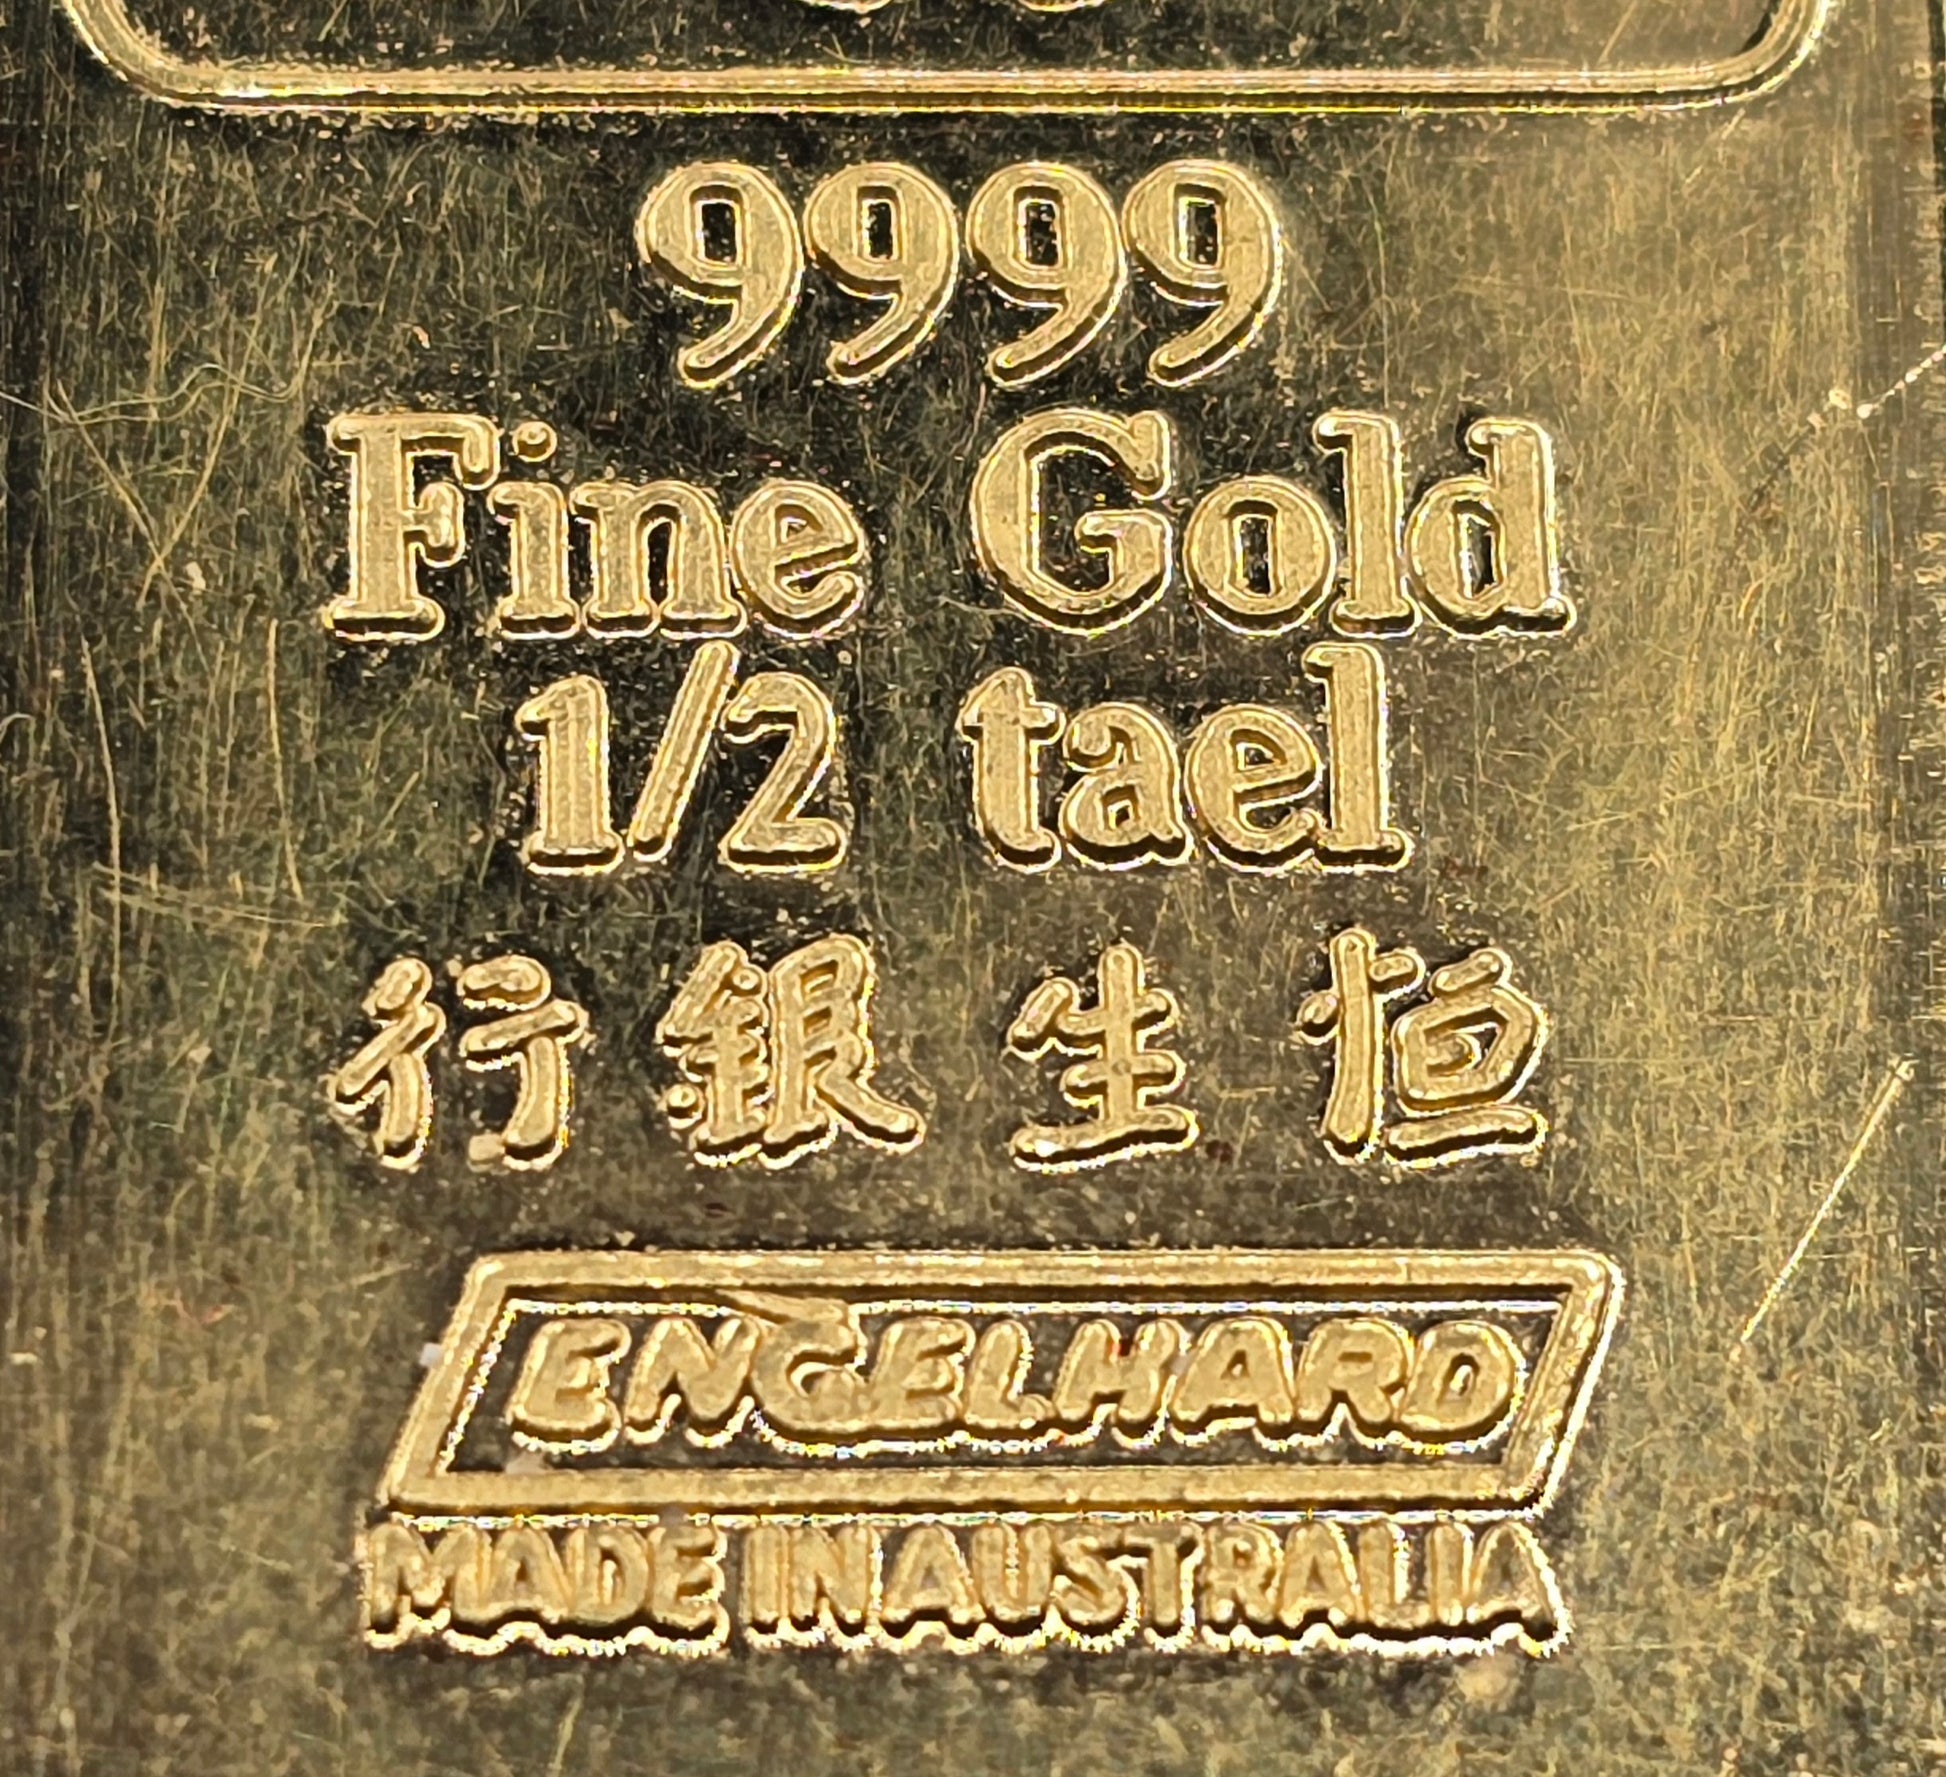 9999
Fine Gold
1/2 tael
恒生銀行
ENGELHARD
MADE IN AUSTRALIA